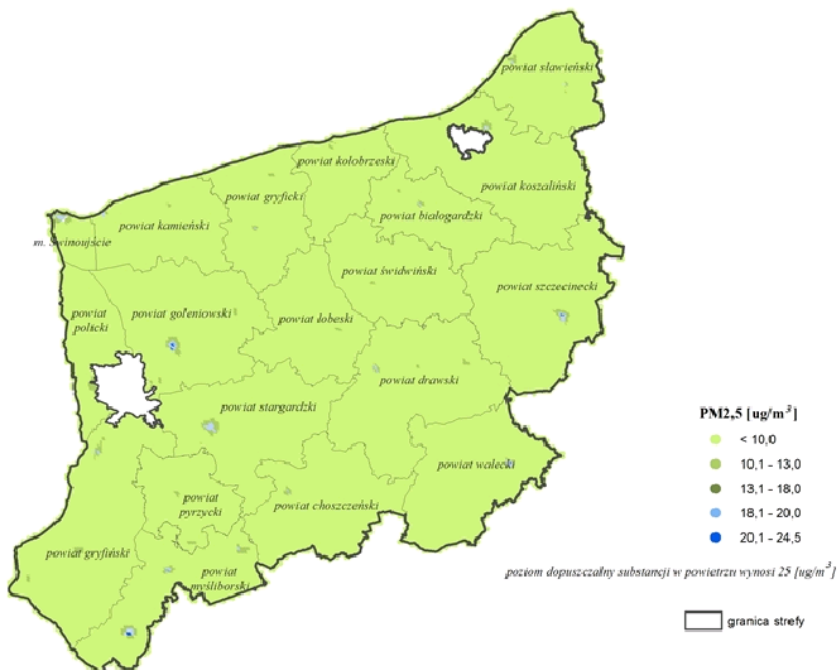 powiat sławieński
powiat kołobrzeski
powiat koszaliński
powiat gryficki
powiat białogardzki
powiat kamieński
m. Świnoujście
powiat świdwiński
powiat szczecinecki
powiat
policki
powiat goleniowski
powiat łobeski
powiat drawski
powiat stargardzki
powiat wałecki
powiat
pyrzycki
powiat choszczeński
powiat gryfiński
powiat
myśliborski
PM2,5 [ug/m³]
< 10,0
10,1 - 13,0
13,1 - 18,0
18,1 - 20,0
20,1 - 24,5
poziom dopuszczalny substancji w powietrzu wynosi 25 [ug/m³]
granica strefy